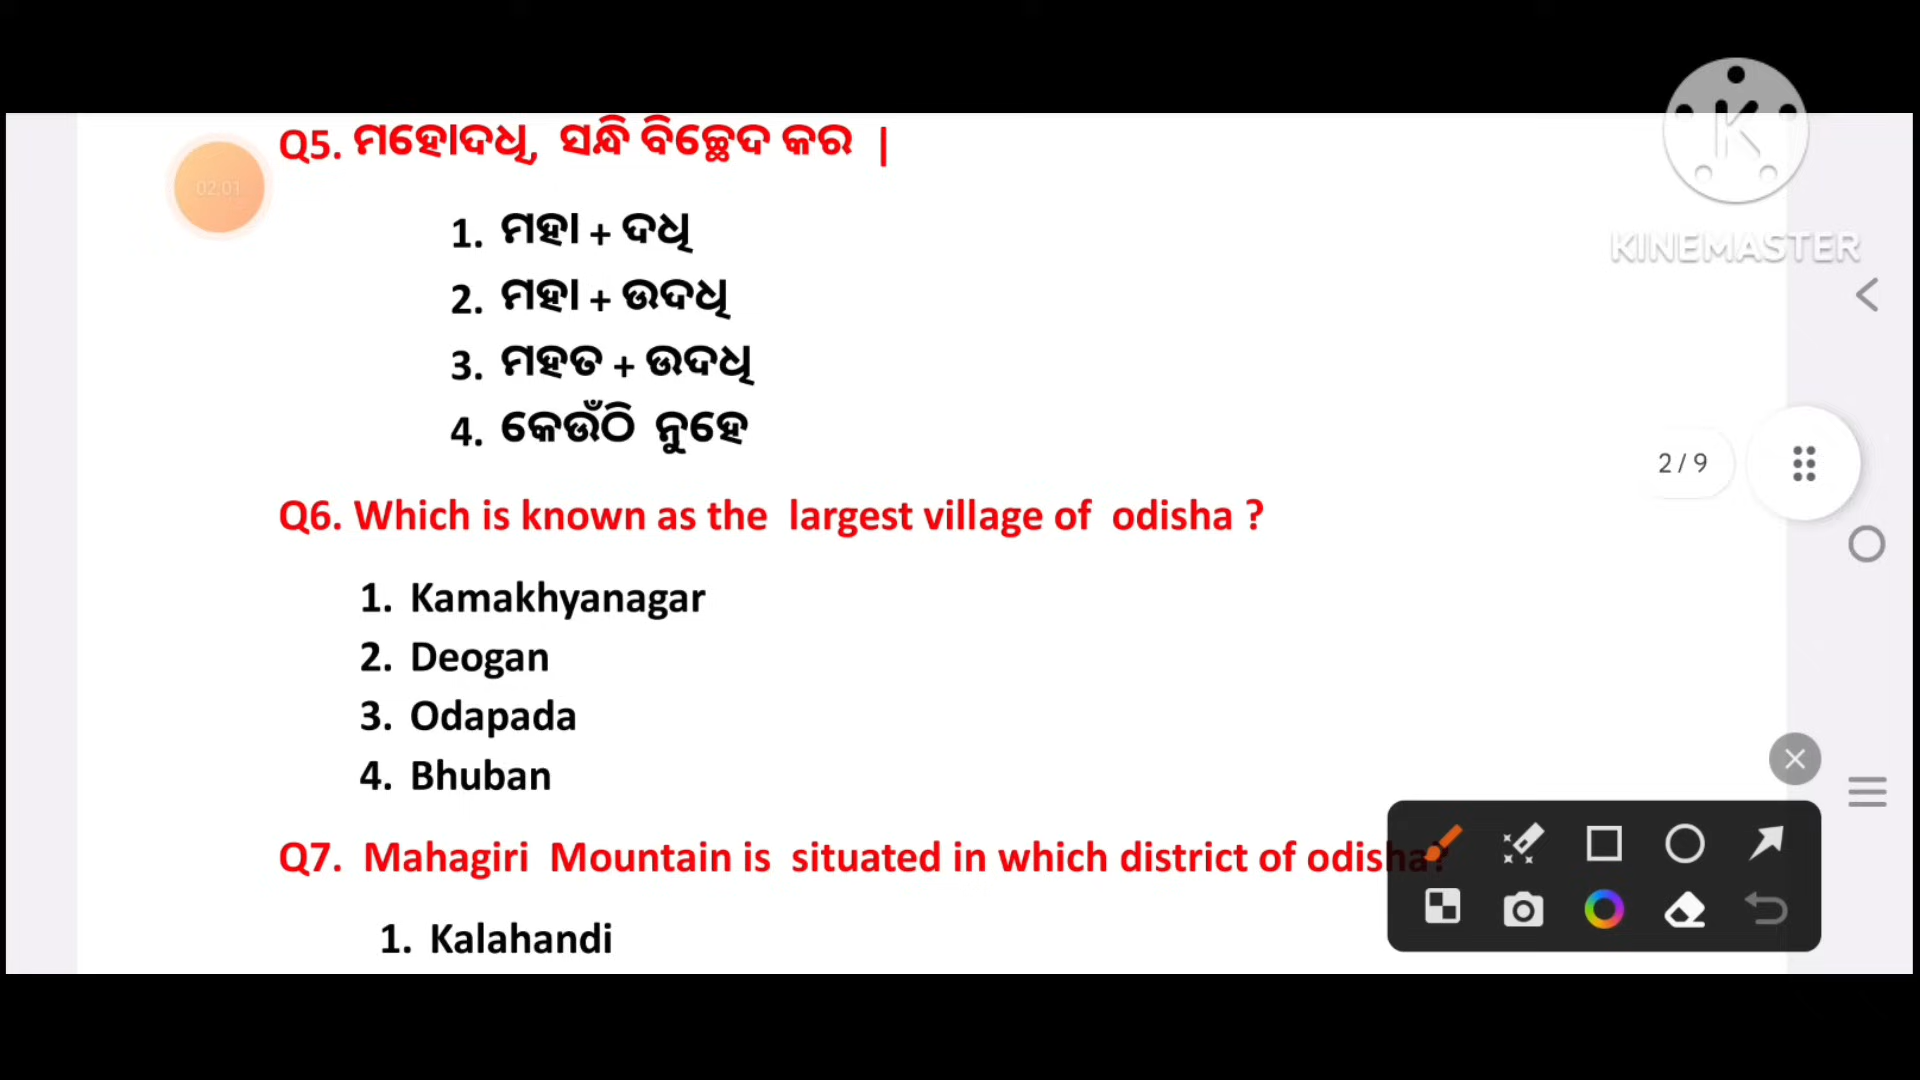 Q5. ମହୋଦଧି, ସନ୍ଧି ବିଚ୍ଛେଦ କର |
02:01
1. ମହା + ଦଧି
2. ମହା + ଉଦଧି
3. ମହତ + ଉଦଧି
4. କେଉଁଠି ନୁହେ
KINEMASTER
2 / 9
Q6. Which is known as the largest village of odisha ?
1. Kamakhyanagar
2. Deogan
3. Odapada
4. Bhuban
Q7. Mahagiri Mountain is situated in which district of odisha?
1. Kalahandi